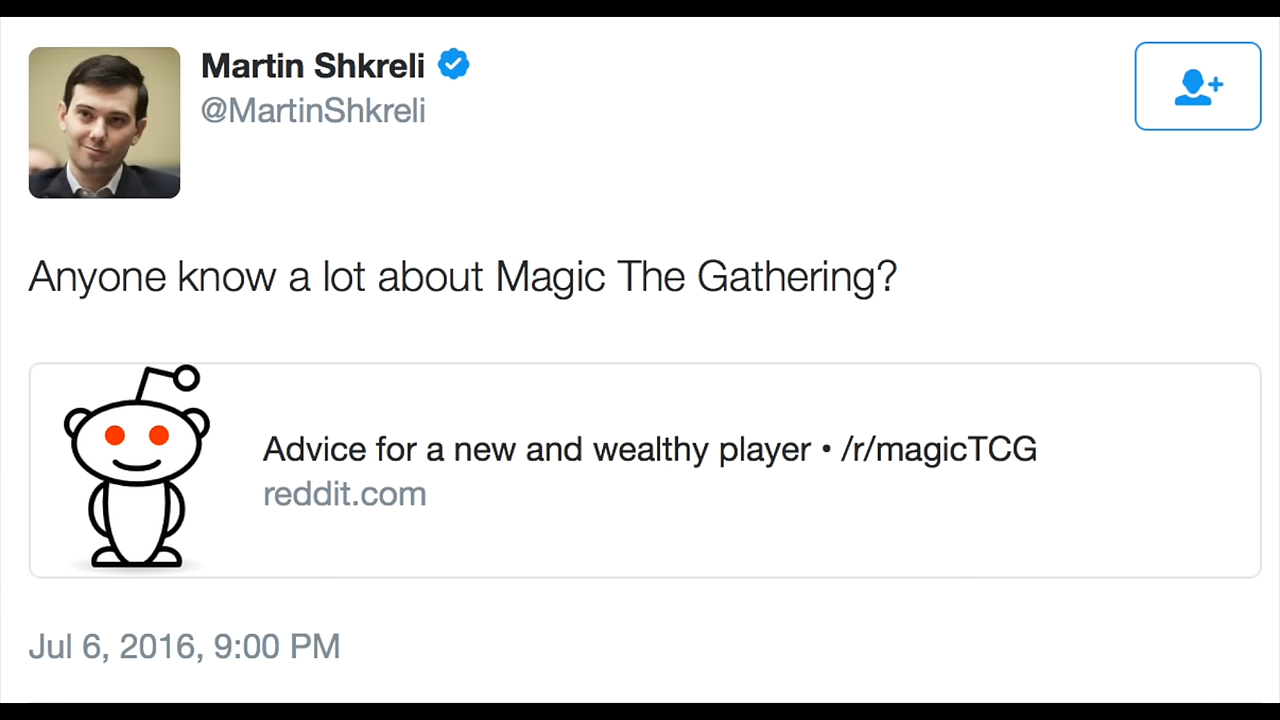 Martin Shkreli
@MartinShkreli
Anyone know a lot about Magic The Gathering?
Advice for a new and wealthy player • /r/magicTCG
reddit.com
Jul 6, 2016, 9:00 PM